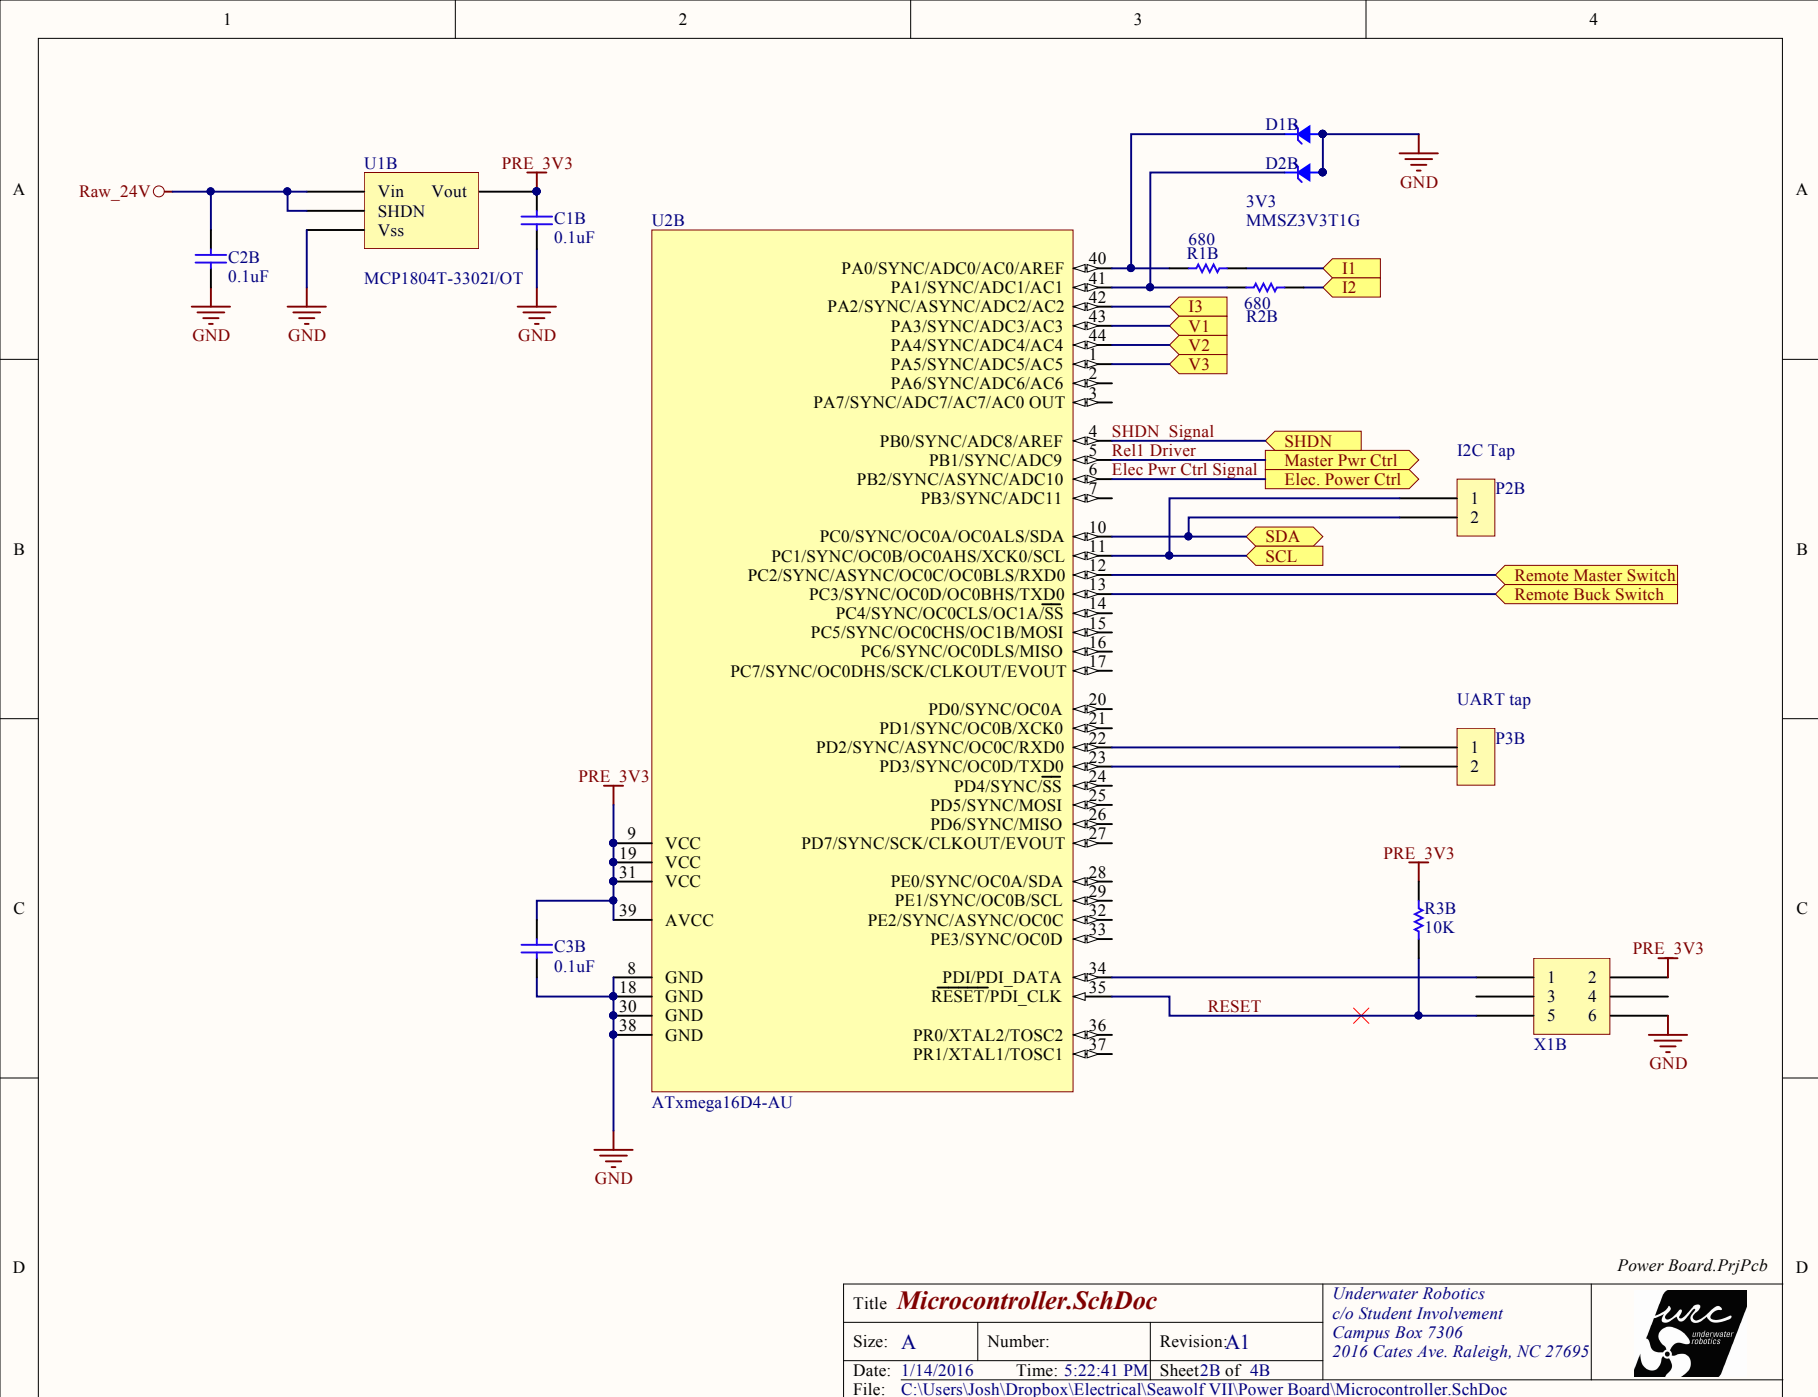 1 2 3 4
A A
B B
C C
D D
Raw_24V
U1B
Vin Vout
SHDN
Vss
MCP1804T-3302I/OT
PRE_3V3
C2B
0.1uF
C1B
0.1uF
GND
GND
GND
D1B
D2B
3V3
MMSZ3V3T1G
GND
U2B
PA0/SYNC/ADC0/AC0/AREF 40
PA1/SYNC/ADC1/AC1 41
PA2/SYNC/ASYNC/ADC2/AC2 42
PA3/SYNC/ADC3/AC3 43
PA4/SYNC/ADC4/AC4 44
PA5/SYNC/ADC5/AC5 1
PA6/SYNC/ADC6/AC6 2
PA7/SYNC/ADC7/AC7/AC0 OUT 3
680
R1B
I1
I2
680
R2B
I3
V1
V2
V3
PB0/SYNC/ADC8/AREF 4 SHDN_Signal SHDN
PB1/SYNC/ADC9 5 Rel1 Driver Master Pwr Ctrl
PB2/SYNC/ASYNC/ADC10 6 Elec Pwr Ctrl Signal Elec. Power Ctrl
PB3/SYNC/ADC11 7
I2C Tap
P2B
1
2
PC0/SYNC/OC0A/OC0ALS/SDA 10 SDA
PC1/SYNC/OC0B/OC0AHS/XCK0/SCL 11 SCL
PC2/SYNC/ASYNC/OC0C/OC0BLS/RXD0 12 Remote Master Switch
PC3/SYNC/OC0D/OC0BHS/TXD0 13 Remote Buck Switch
PC4/SYNC/OC0CLS/OC1A/SS 14
PC5/SYNC/OC0CHS/OC1B/MOSI 15
PC6/SYNC/OC0DLS/MISO 16
PC7/SYNC/OC0DHS/SCK/CLKOUT/EVOUT 17
PD0/SYNC/OC0A 20
PD1/SYNC/OC0B/XCK0 21
PD2/SYNC/ASYNC/OC0C/RXD0 22
PD3/SYNC/OC0D/TXD0 23
PD4/SYNC/SS 24
PD5/SYNC/MOSI 25
PD6/SYNC/MISO 26
PD7/SYNC/SCK/CLKOUT/EVOUT 27
UART tap
P3B
1
2
PRE_3V3
9 VCC
19 VCC
31 VCC
39 AVCC
C3B
0.1uF
8 GND
18 GND
30 GND
38 GND
GND
PE0/SYNC/OC0A/SDA 28
PE1/SYNC/OC0B/SCL 29
PE2/SYNC/ASYNC/OC0C 32
PE3/SYNC/OC0D 33
PDI/PDI_DATA 34
RESET/PDI_CLK 35
PR0/XTAL2/TOSC2 36
PR1/XTAL1/TOSC1 37
ATxmega16D4-AU
PRE_3V3
R3B
10K
RESET
PRE_3V3
1 2
3 4
5 6
X1B
GND
Power Board.PrjPcb
Title Microcontroller.SchDoc
Size: A Number: Revision:A1
Date: 1/14/2016 Time: 5:22:41 PM Sheet2B of 4B
File: C:\Users\Josh\Dropbox\Electrical\Seawolf VII\Power Board\Microcontroller.SchDoc
Underwater Robotics
c/o Student Involvement
Campus Box 7306
2016 Cates Ave. Raleigh, NC 27695
urc
underwater
robotics